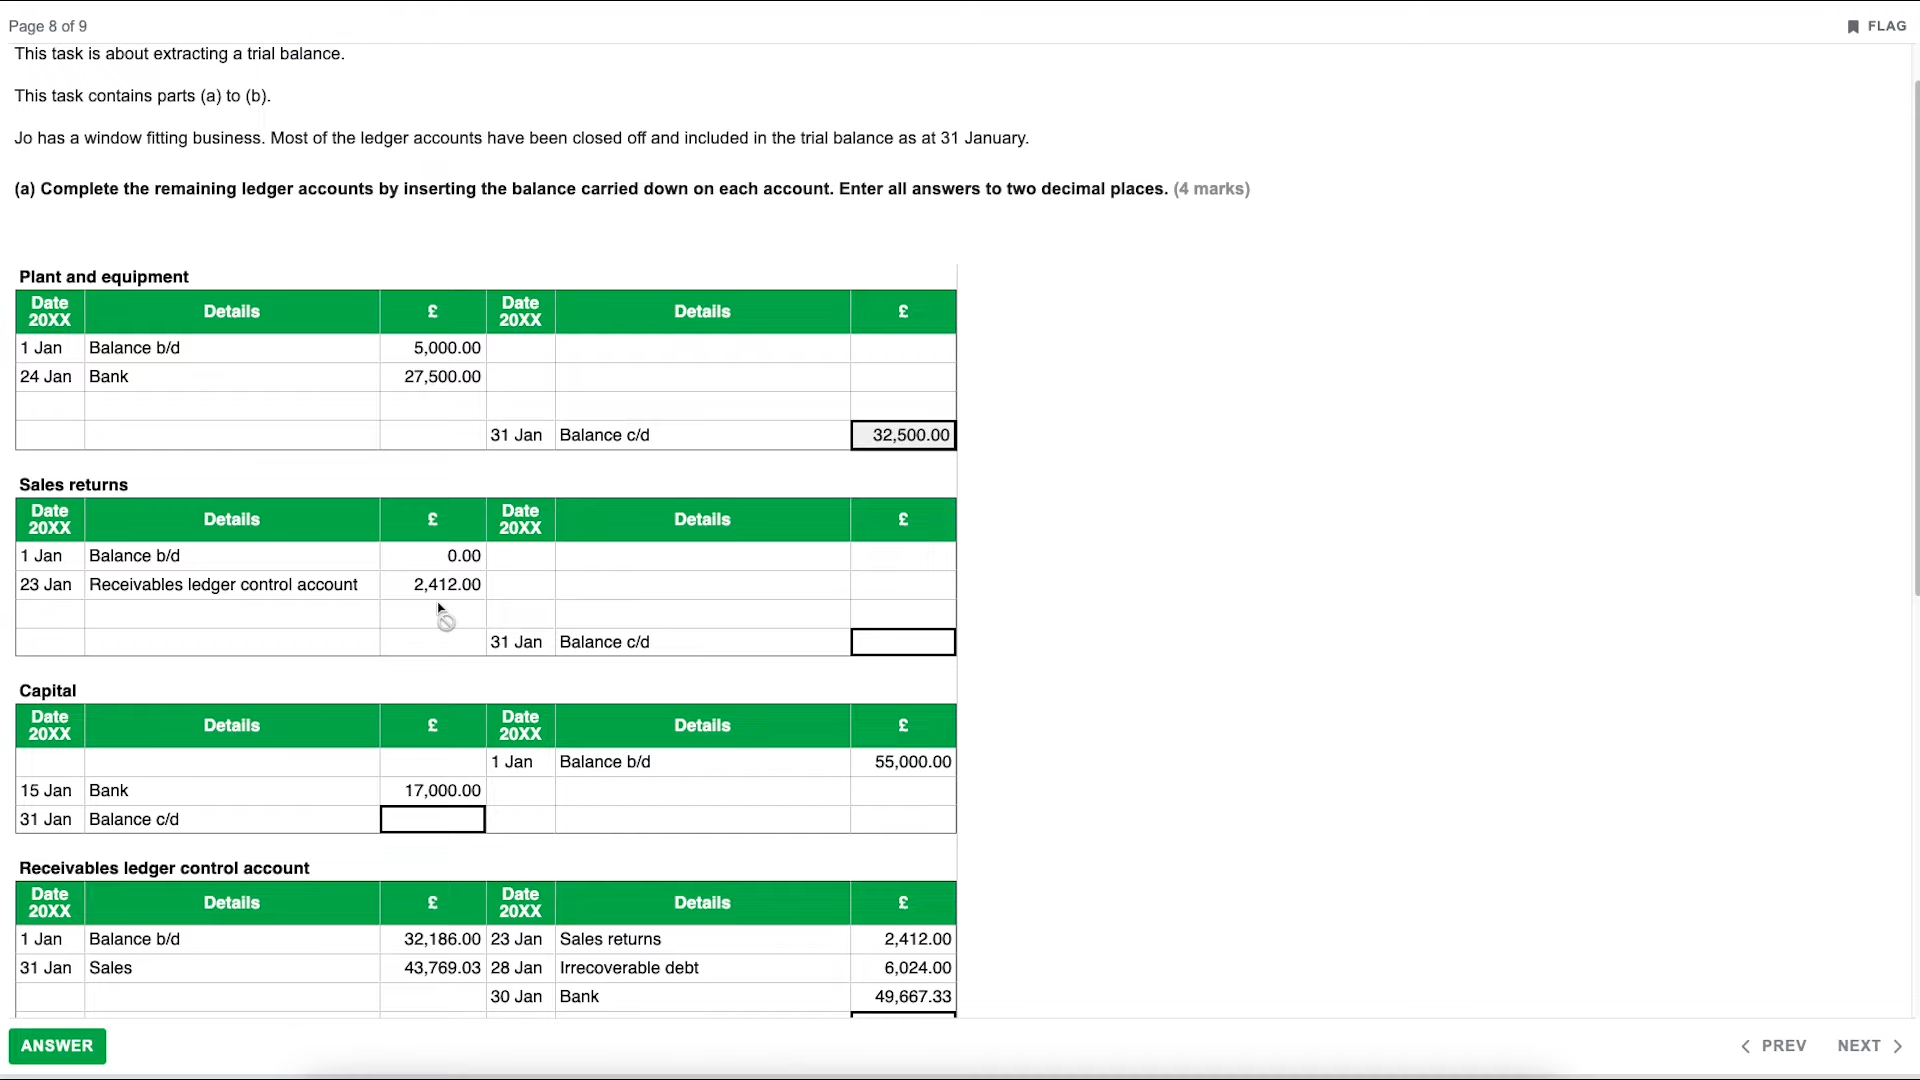 Page 8 of 9
FLAG
This task is about extracting a trial balance.
This task contains parts (a) to (b).
Jo has a window fitting business. Most of the ledger accounts have been closed off and included in the trial balance as at 31 January.
(a) Complete the remaining ledger accounts by inserting the balance carried down on each account. Enter all answers to two decimal places. (4 marks)
Plant and equipment
Date 20XX Details £ Date 20XX Details £
1 Jan Balance b/d 5,000.00
24 Jan Bank 27,500.00
31 Jan Balance c/d 32,500.00
Sales returns
Date 20XX Details £ Date 20XX Details £
1 Jan Balance b/d 0.00
23 Jan Receivables ledger control account 2,412.00
31 Jan Balance c/d
Capital
Date 20XX Details £ Date 20XX Details £
1 Jan Balance b/d 55,000.00
15 Jan Bank 17,000.00
31 Jan Balance c/d
Receivables ledger control account
Date 20XX Details £ Date 20XX Details £
1 Jan Balance b/d 32,186.00 23 Jan Sales returns 2,412.00
31 Jan Sales 43,769.03 28 Jan Irrecoverable debt 6,024.00
30 Jan Bank 49,667.33
ANSWER
PREV NEXT